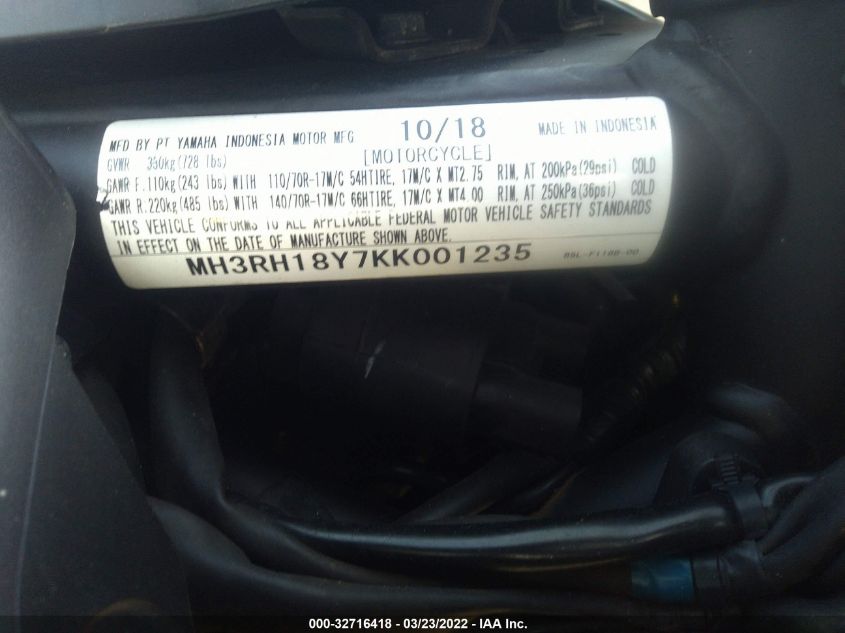 MFD BY PT YAMAHA INDONESIA MOTOR MFG 10/18 MADE IN INDONESIA
GVWR 330kg(728 lbs) [MOTORCYCLE]
GAWR F.110kg(243 lbs) WITH 110/70R-17M/C 54HTIRE, 17M/C X MT2.75 RIM, AT 200kPa(29psi) COLD
GAWR R.220kg(485 lbs) WITH 140/70R-17M/C 66HTIRE, 17M/C X MT4.00 RIM, AT 250kPa(36psi) COLD
THIS VEHICLE CONFORMS TO ALL APPLICABLE FEDERAL MOTOR VEHICLE SAFETY STANDARDS
IN EFFECT ON THE DATE OF MANUFACTURE SHOWN ABOVE.
MH3RH18Y7KK001235 B9L-F118B-00
000-32716418 / 03/23/2022 - IAA Inc.